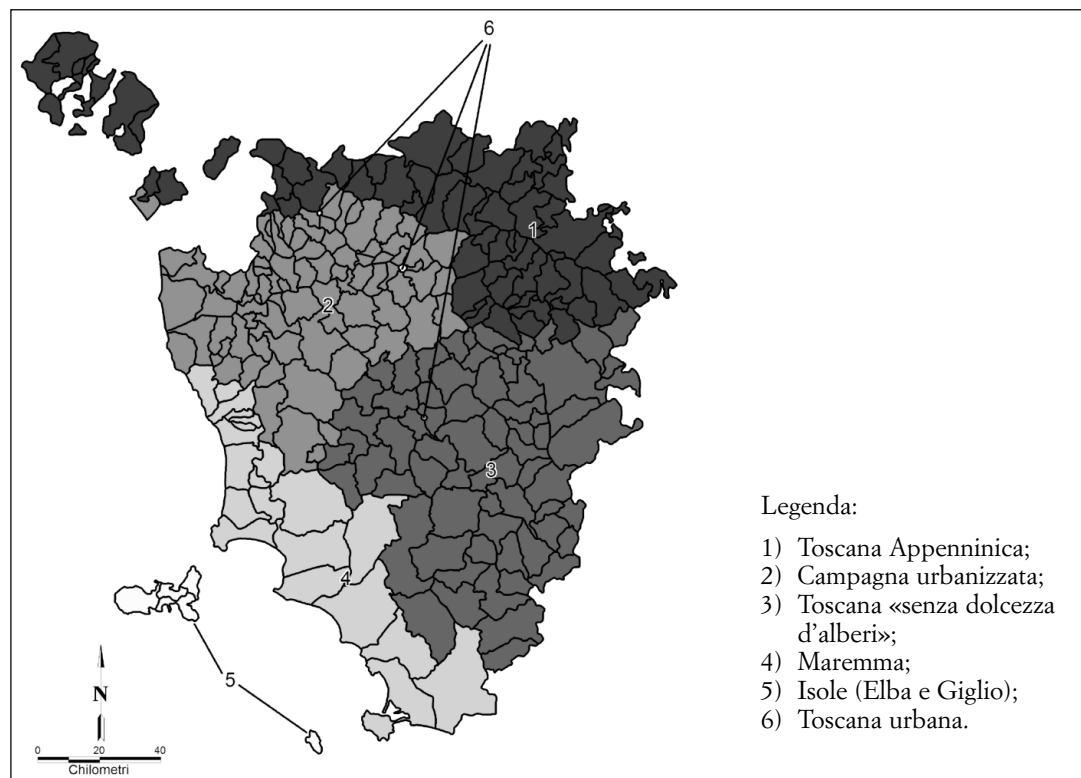 6
1
2
3
4
5
N
0 20 40
Chilometri
Legenda:
1) Toscana Appenninica;
2) Campagna urbanizzata;
3) Toscana «senza dolcezza
d’alberi»;
4) Maremma;
5) Isole (Elba e Giglio);
6) Toscana urbana.